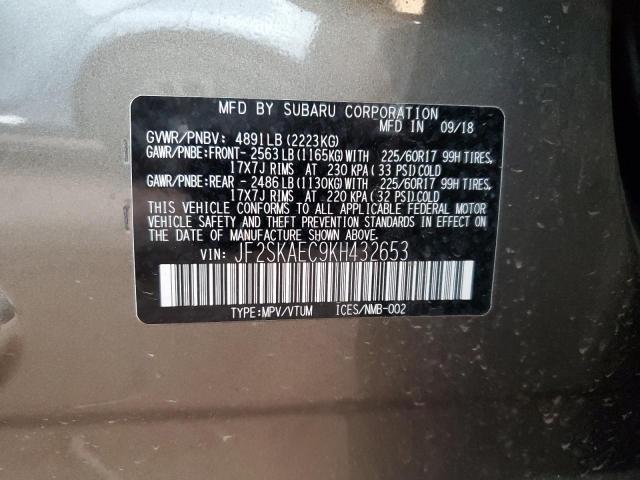 MFD BY SUBARU CORPORATION
MFD IN 09/18
GVWR/PNBV: 4891LB(2223KG)
GAWR/PNBE:FRONT- 2563LB(1165KG)WITH 225/60R17 99H TIRES,
17X7J RIMS AT 230 KPA(33 PSI)COLD
GAWR/PNBE:REAR -2486LB(1130KG)WITH 225/60R17 99H TIRES,
17X7J RIMS AT 220 KPA(32 PSI)COLD
THIS VEHICLE CONFORMS TO ALL APPLICABLE FEDERAL MOTOR
VEHICLE SAFETY AND THEFT PREVENTION STANDARDS IN EFFECT ON
THE DATE OF MANUFACTURE SHOWN ABOVE.
VIN: JF2SKAEC9KH432653
TYPE:MPV/VTUM ICES/NMB-002